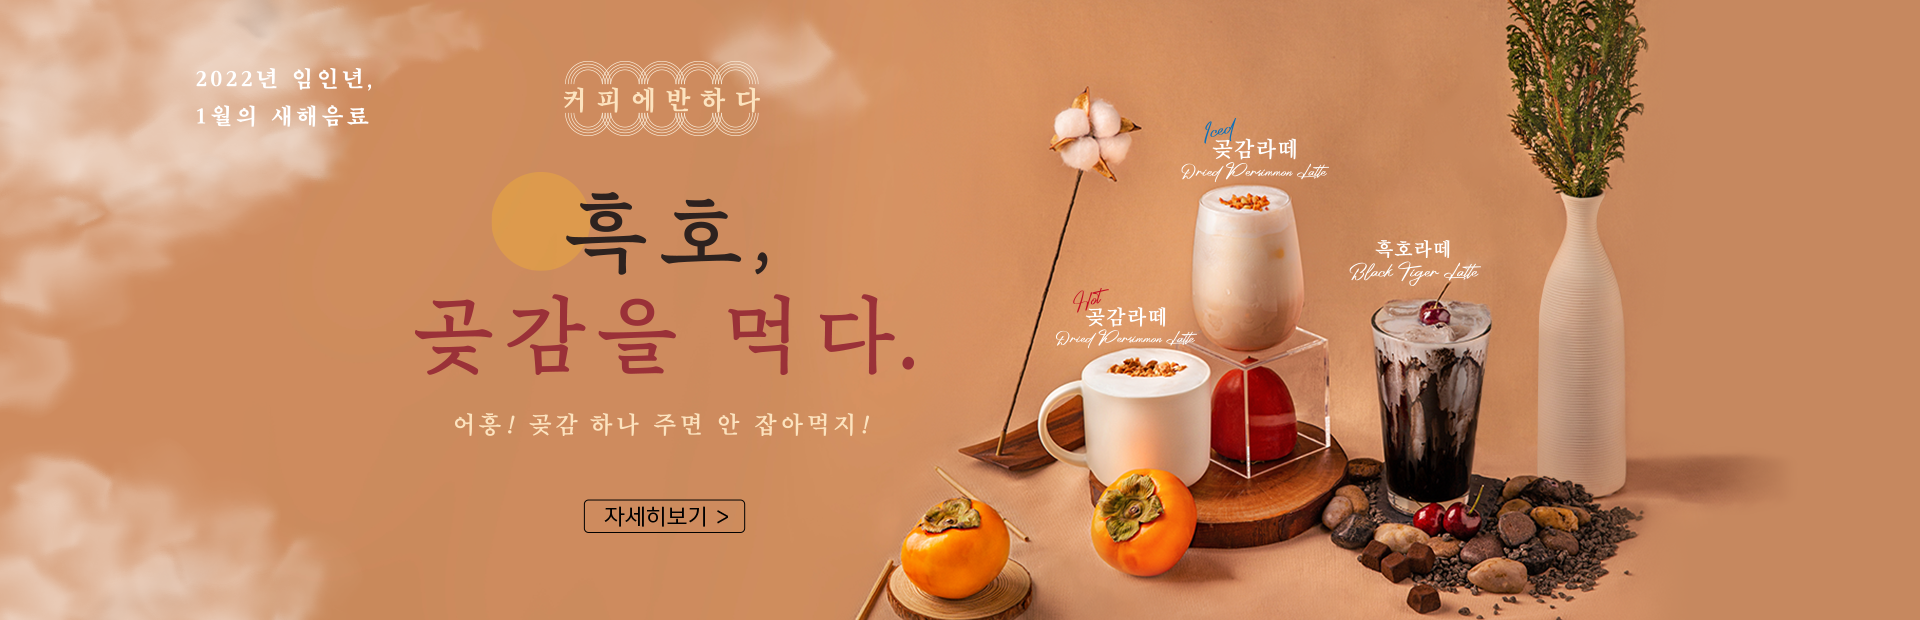 2022년 임인년,
1월의 새해음료
커피에반하다
흑호,
곶감을 먹다.
어흥! 곶감 하나 주면 안 잡아먹지!
자세히보기 >
Iced
곶감라떼
Dried Persimmon Latte
흑호라떼
Black Tiger Latte
Hot
곶감라떼
Dried Persimmon Latte